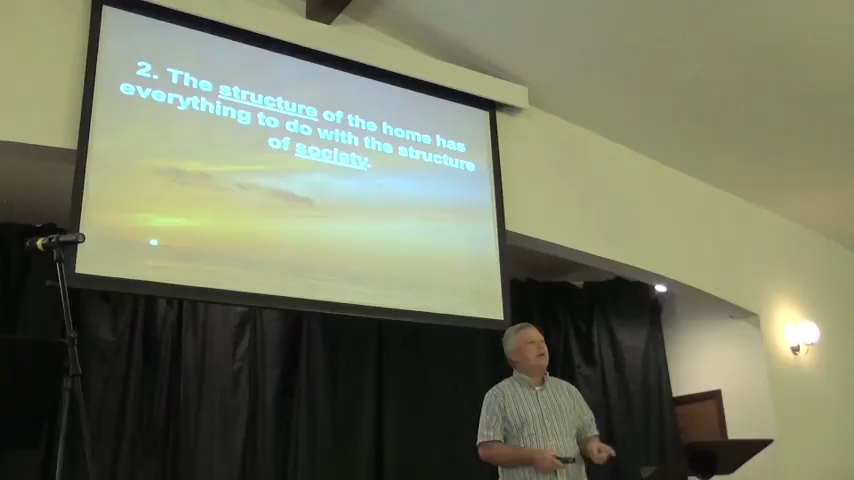 2. The structure of the home has
everything to do with the structure
of society.